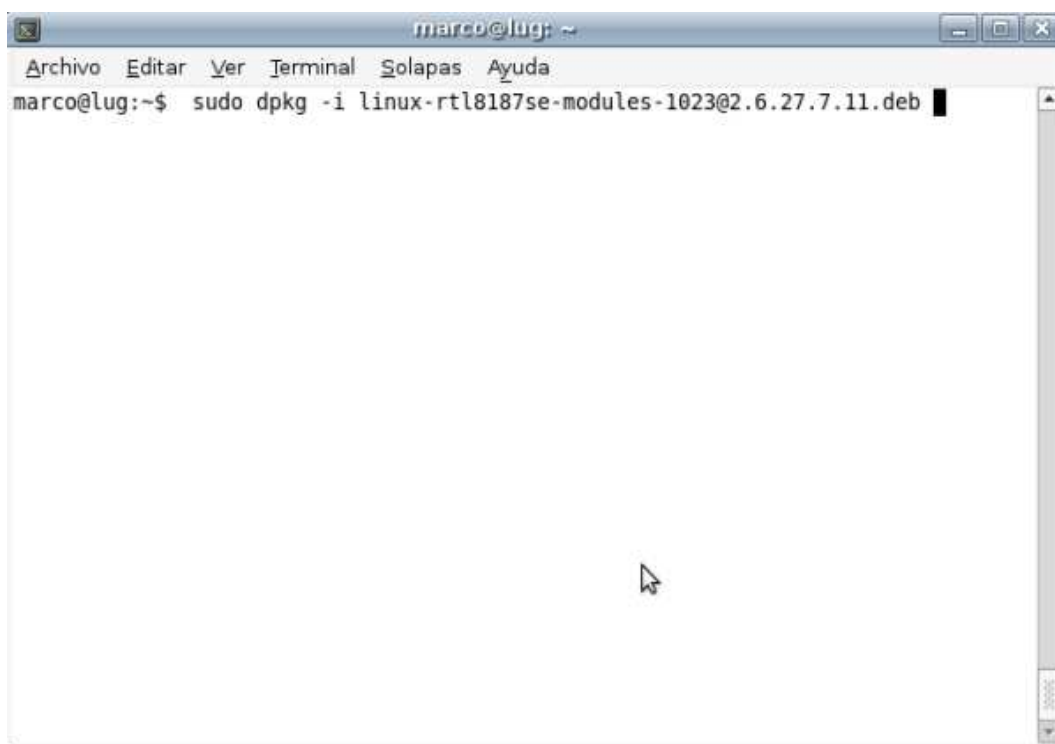 marco@lug: ~
Archivo Editar Ver Terminal Solapas Ayuda
marco@lug:~$ sudo dpkg -i linux-rtl8187se-modules-1023@2.6.27.7.11.deb